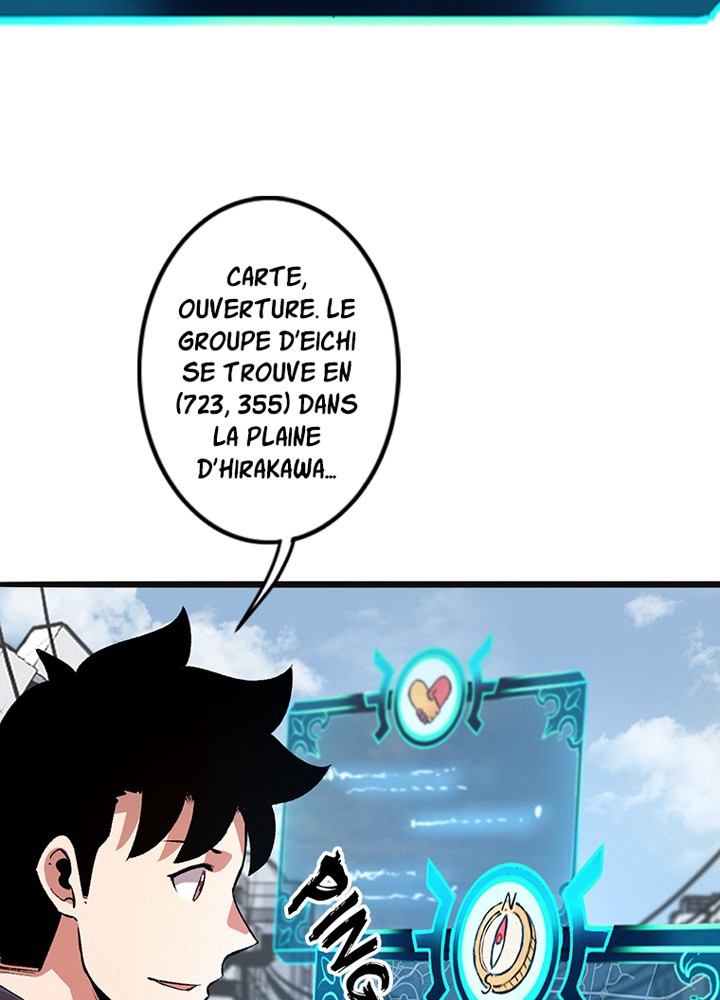 CARTE,
OUVERTURE. LE
GROUPE D'EICHI
SE TROUVE EN
(723, 355) DANS
LA PLAINE
D'HIRAKAWA...
N
PING